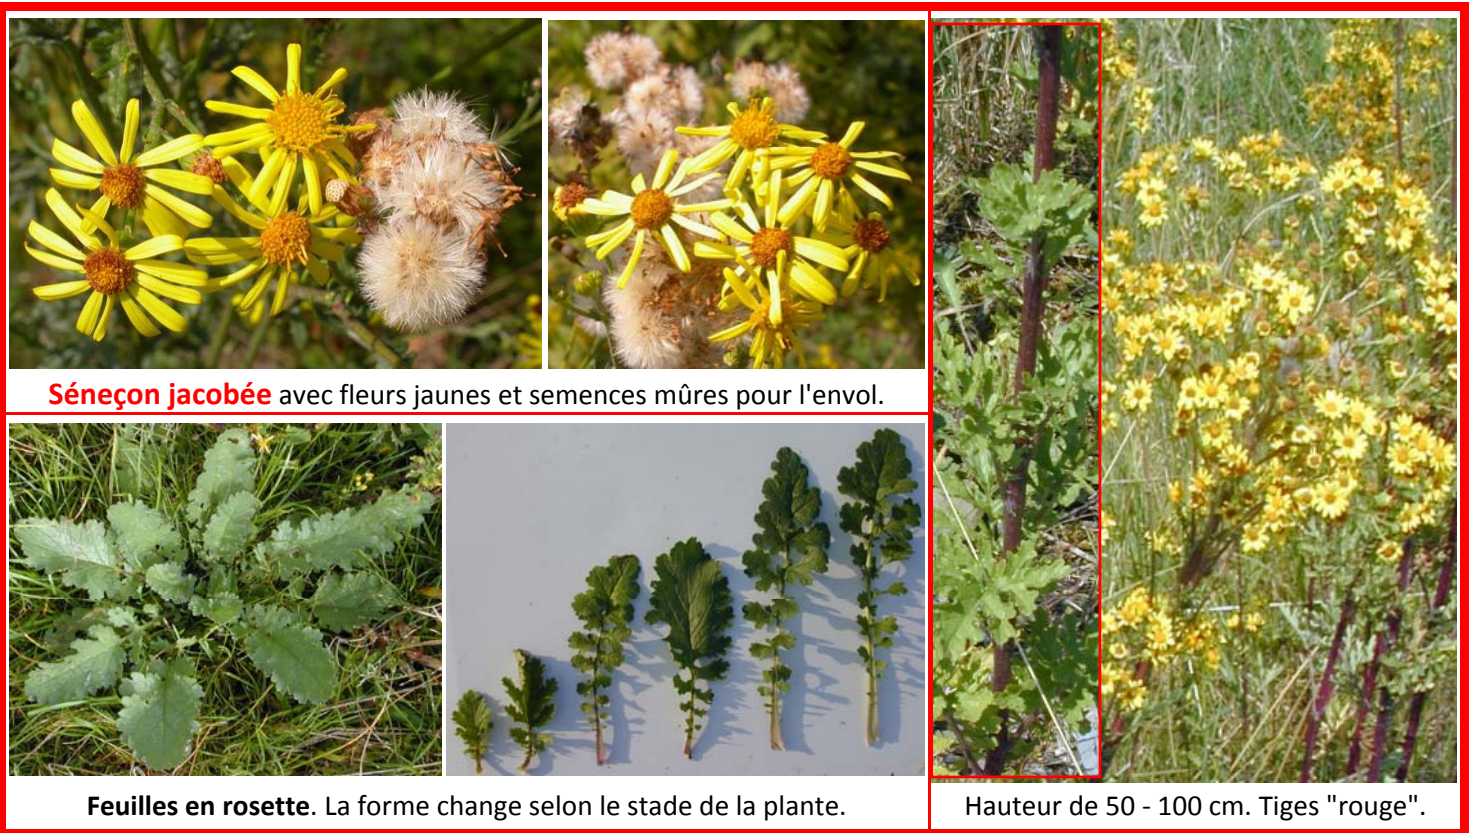 Séneçon jacobée avec fleurs jaunes et semences mûres pour l'envol.
Feuilles en rosette. La forme change selon le stade de la plante.
Hauteur de 50 - 100 cm. Tiges "rouge".